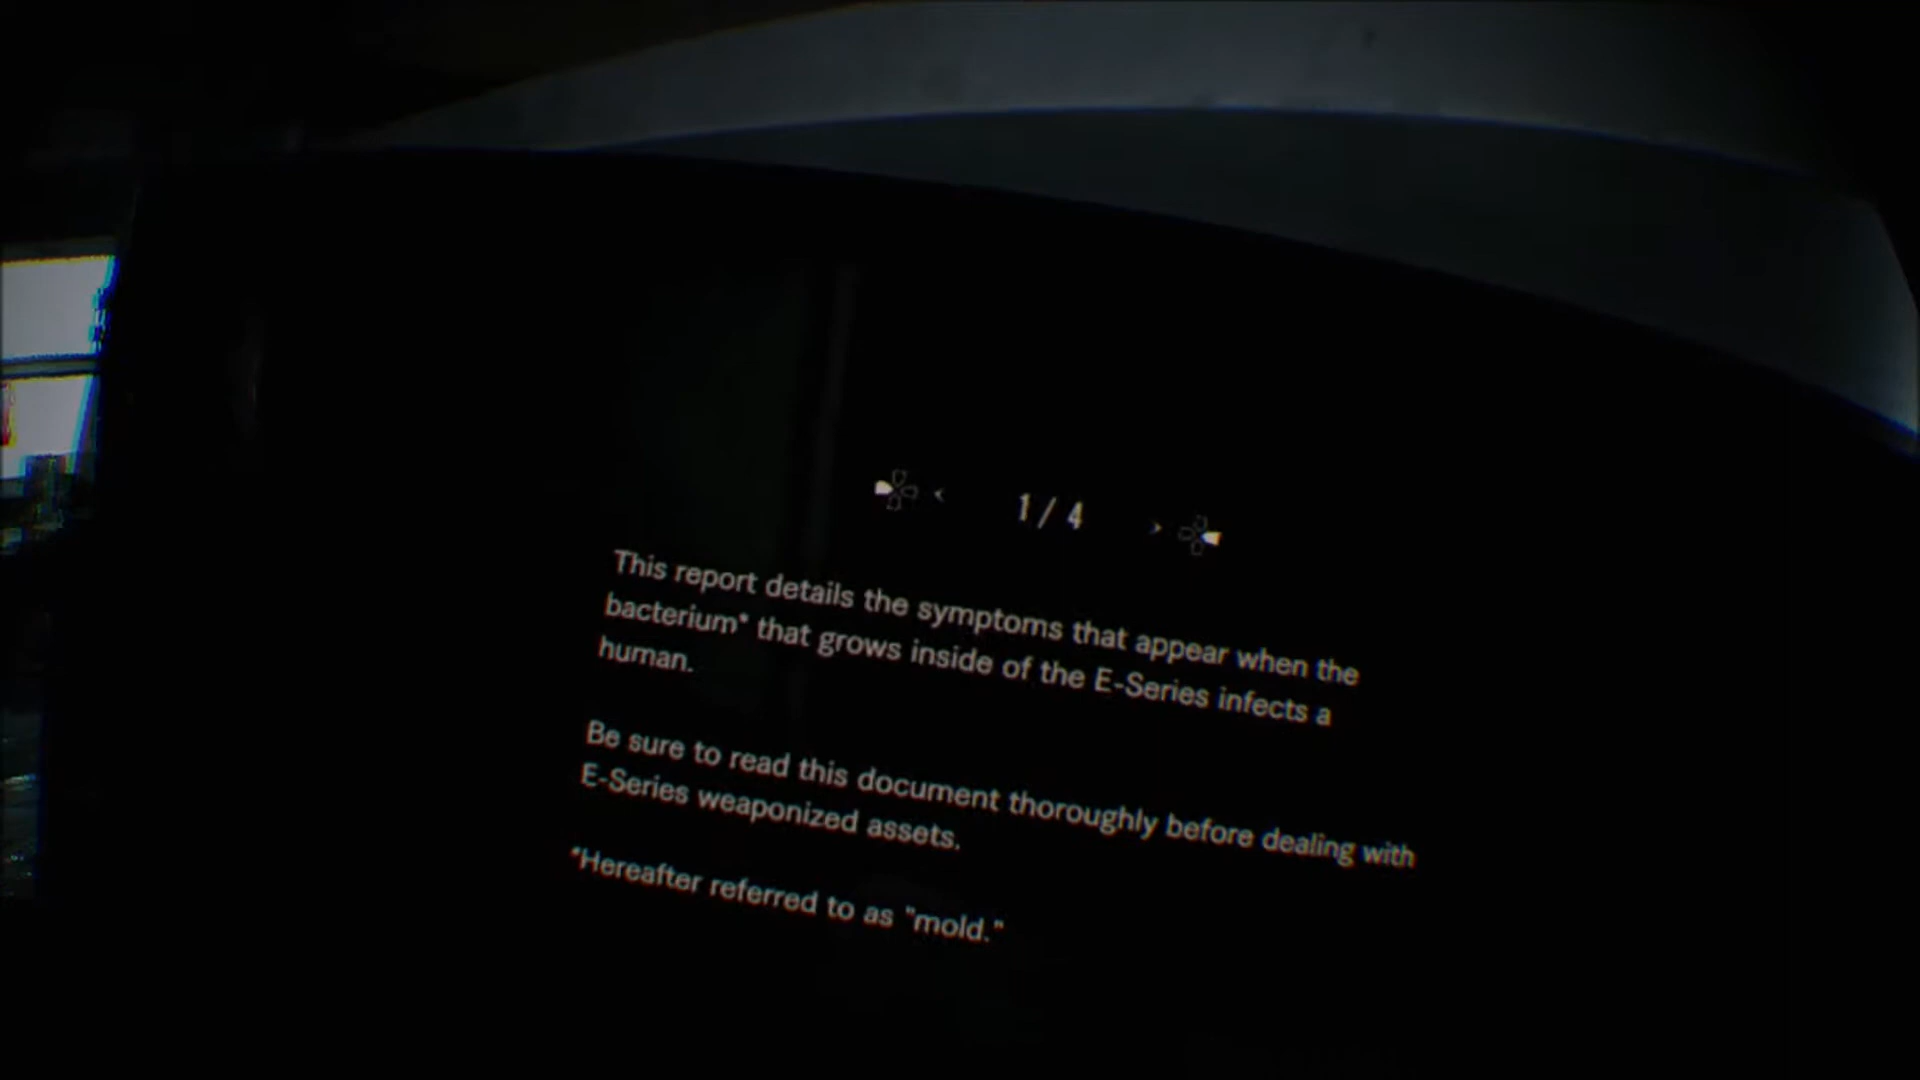 1 / 4
This report details the symptoms that appear when the
bacterium* that grows inside of the E-Series infects a
human.
Be sure to read this document thoroughly before dealing with
E-Series weaponized assets.
*Hereafter referred to as "mold."